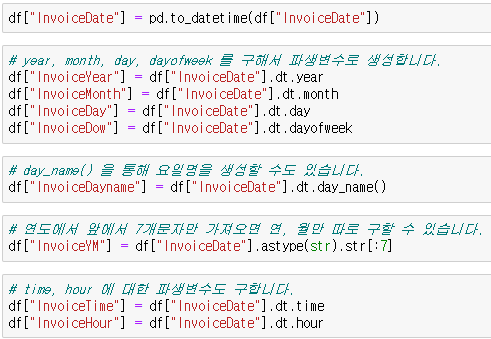 df["InvoiceDate"] = pd.to_datetime(df["InvoiceDate"])
# year, month, day, dayofweek 를 구해서 파생변수로 생성합니다.
df["InvoiceYear"] = df["InvoiceDate"].dt.year
df["InvoiceMonth"] = df["InvoiceDate"].dt.month
df["InvoiceDay"] = df["InvoiceDate"].dt.day
df["InvoiceDow"] = df["InvoiceDate"].dt.dayofweek
# day_name() 을 통해 요일명을 생성할 수도 있습니다.
df["InvoiceDayname"] = df["InvoiceDate"].dt.day_name()
# 연도에서 앞에서 7개문자만 가져오면 연, 월만 따로 구할 수 있습니다.
df["InvoiceYM"] = df["InvoiceDate"].astype(str).str[:7]
# time, hour 에 대한 파생변수도 구합니다.
df["InvoiceTime"] = df["InvoiceDate"].dt.time
df["InvoiceHour"] = df["InvoiceDate"].dt.hour